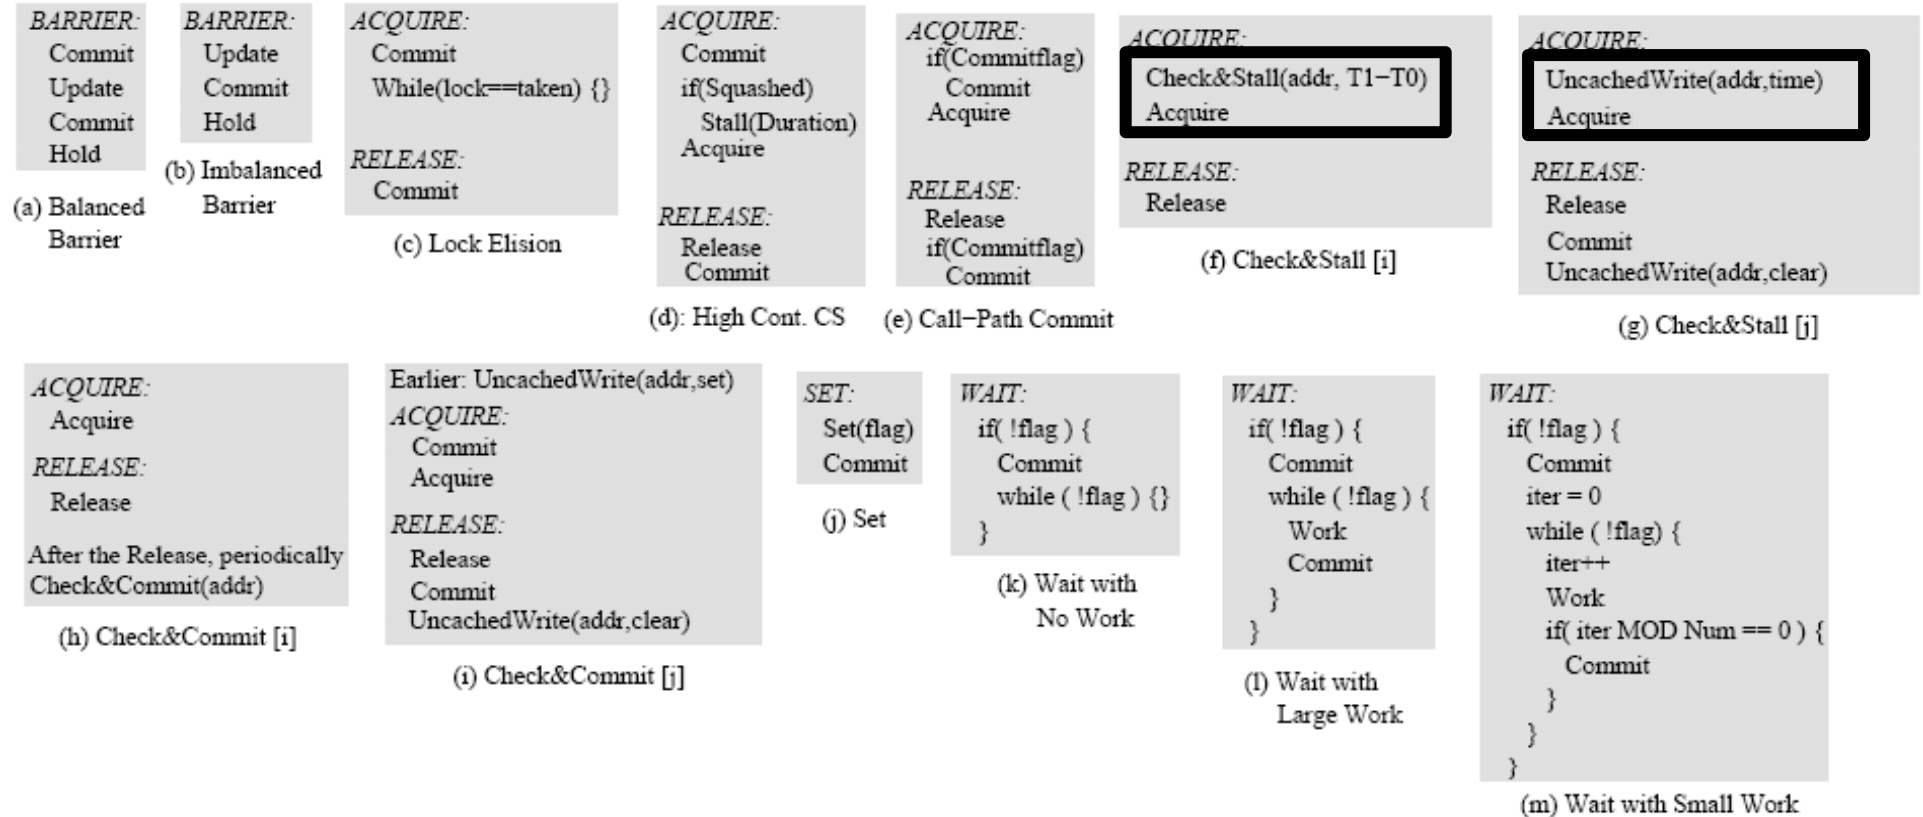 BARRIER:
Commit
Update
Commit
Hold
(a) Balanced
Barrier
BARRIER:
Update
Commit
Hold
(b) Imbalanced
Barrier
ACQUIRE:
Commit
While(lock==taken) {}
RELEASE:
Commit
(c) Lock Elision
ACQUIRE:
Commit
if(Squashed)
Stall(Duration)
Acquire
RELEASE:
Release
Commit
(d): High Cont. CS
ACQUIRE:
if(Commitflag)
Commit
Acquire
RELEASE:
Release
if(Commitflag)
Commit
(e) Call−Path Commit
ACQUIRE:
Check&Stall(addr, T1−T0)
Acquire
RELEASE:
Release
(f) Check&Stall [i]
ACQUIRE:
UncachedWrite(addr,time)
Acquire
RELEASE:
Release
Commit
UncachedWrite(addr,clear)
(g) Check&Stall [j]
ACQUIRE:
Acquire
RELEASE:
Release
After the Release, periodically
Check&Commit(addr)
(h) Check&Commit [i]
Earlier: UncachedWrite(addr,set)
ACQUIRE:
Commit
Acquire
RELEASE:
Release
Commit
UncachedWrite(addr,clear)
(i) Check&Commit [j]
SET:
Set(flag)
Commit
(j) Set
WAIT:
if( !flag ) {
Commit
while ( !flag ) {}
}
(k) Wait with
No Work
WAIT:
if( !flag ) {
Commit
while ( !flag ) {
Work
Commit
}
}
(l) Wait with
Large Work
WAIT:
if( !flag ) {
Commit
iter = 0
while ( !flag) {
iter++
Work
if( iter MOD Num == 0 ) {
Commit
}
}
}
(m) Wait with Small Work